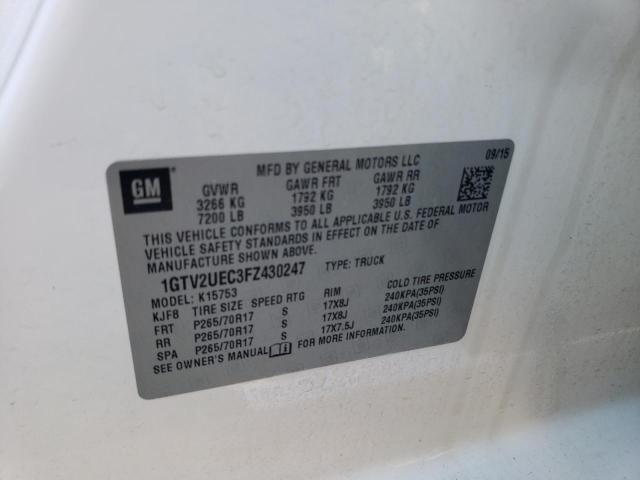 GM
MFD BY GENERAL MOTORS LLC
09/15
GVWR GAWR FRT GAWR RR
3266 KG 1792 KG 1792 KG
7200 LB 3950 LB 3950 LB
THIS VEHICLE CONFORMS TO ALL APPLICABLE U.S. FEDERAL MOTOR
VEHICLE SAFETY STANDARDS IN EFFECT ON THE DATE OF
MANUFACTURE SHOWN ABOVE.
1GTV2UEC3FZ430247 TYPE: TRUCK
MODEL: K15753
KJF8 TIRE SIZE SPEED RTG RIM COLD TIRE PRESSURE
FRT P265/70R17 S 17X8J 240KPA(35PSI)
RR P265/70R17 S 17X8J 240KPA(35PSI)
SPA P265/70R17 S 17X7.5J 240KPA(35PSI)
SEE OWNER'S MANUAL FOR MORE INFORMATION.